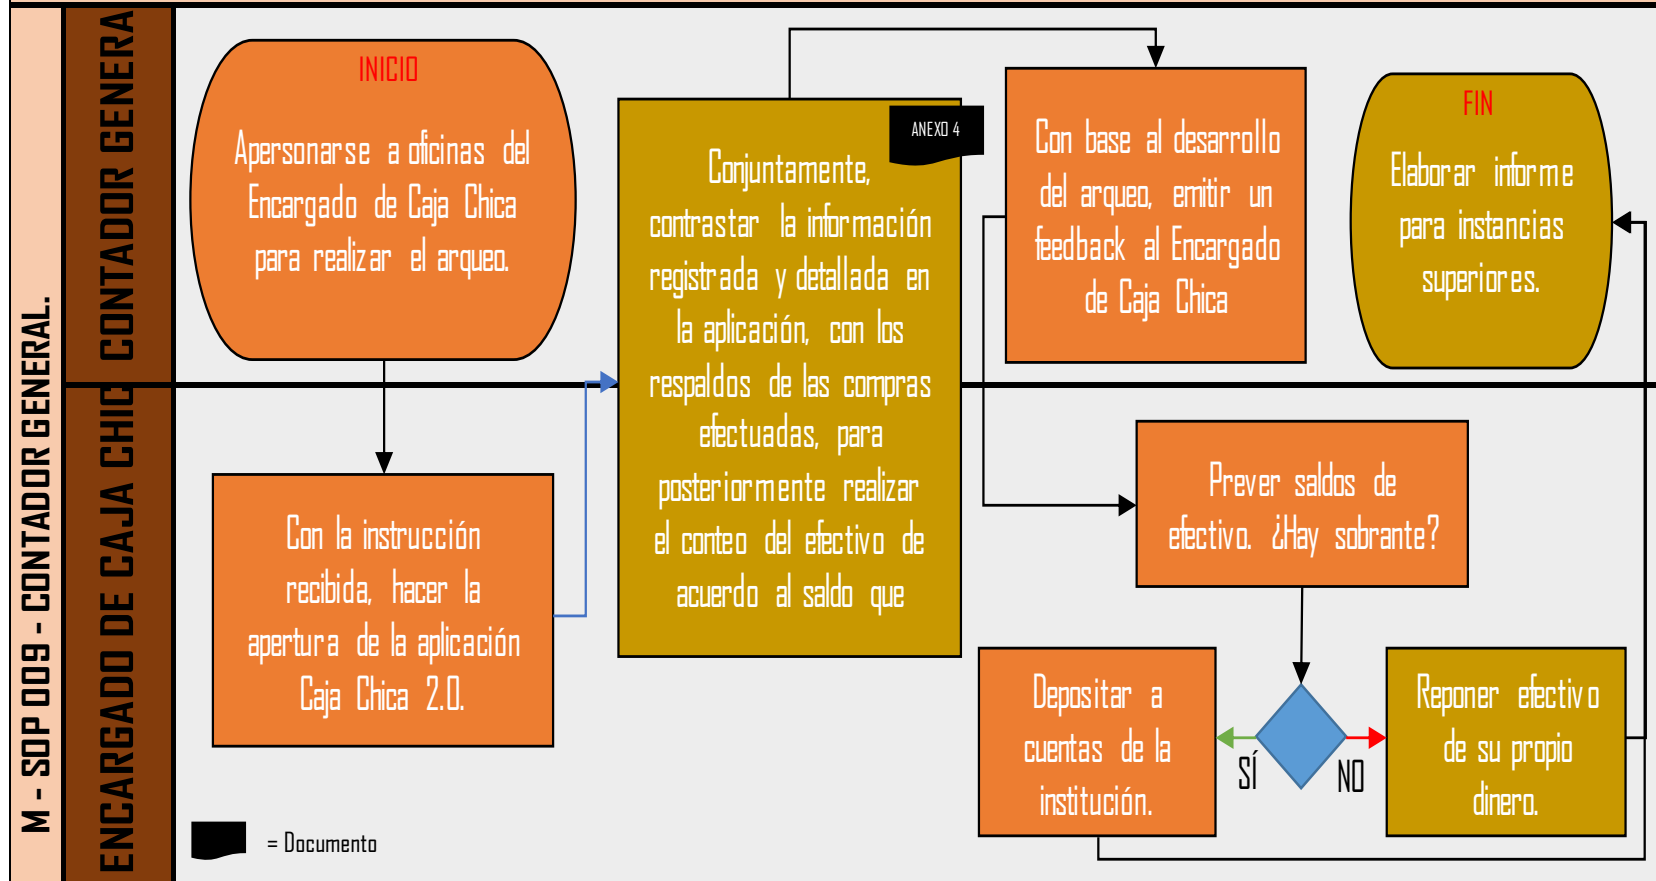 M - SOP 009 - CONTADOR GENERAL.
CONTADOR GENERA
ENCARGADO DE CAJA CHIC
INICIO
Apersonarse a oficinas del
Encargado de Caja Chica
para realizar el arqueo.
Con la instrucción
recibida, hacer la
apertura de la aplicación
Caja Chica 2.0.
ANEXO 4
Conjuntamente,
contrastar la información
registrada y detallada en
la aplicación, con los
respaldos de las compras
efectuadas, para
posteriormente realizar
el conteo del efectivo de
acuerdo al saldo que
Con base al desarrollo
del arqueo, emitir un
feedback al Encargado
de Caja Chica
Prever saldos de
efectivo. ¿Hay sobrante?
SÍ
NO
Depositar a
cuentas de la
institución.
Reponer efectivo
de su propio
dinero.
FIN
Elaborar informe
para instancias
superiores.
= Documento